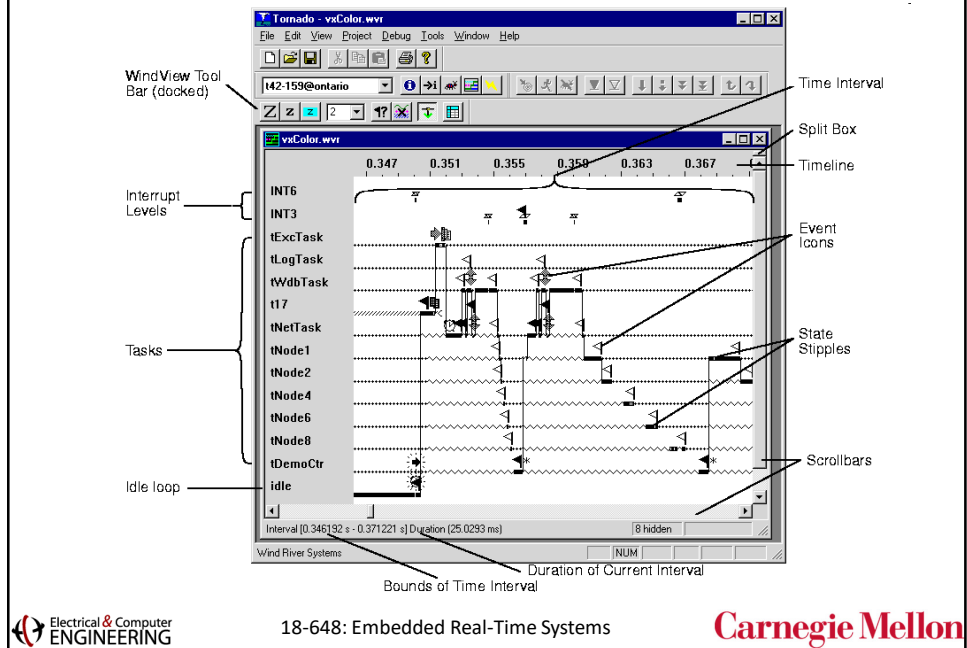 Tornado - vxColor.wvr
File Edit View Project Debug Tools Window Help
t42-159@ontario
WindView Tool
Bar (docked)
Z z z 2
vxColor.wvr
Time Interval
Split Box
Timeline
0.347 0.351 0.355 0.359 0.363 0.367
Interrupt
Levels
INT6
INT3
tExcTask
tLogTask
tWdbTask
t17
tNetTask
tNode1
tNode2
tNode4
tNode6
tNode8
tDemoCtr
idle
Tasks
Idle loop
Event
Icons
State
Stipples
Scrollbars
Interval [0.346192 s - 0.371221 s] Duration (25.0293 ms)
8 hidden
Wind River Systems
NUM
Duration of Current Interval
Bounds of Time Interval
Electrical & Computer
ENGINEERING
18-648: Embedded Real-Time Systems
Carnegie Mellon